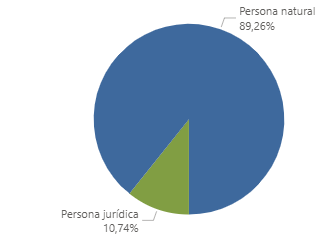 Persona natural
89,26%
Persona jurídica
10,74%